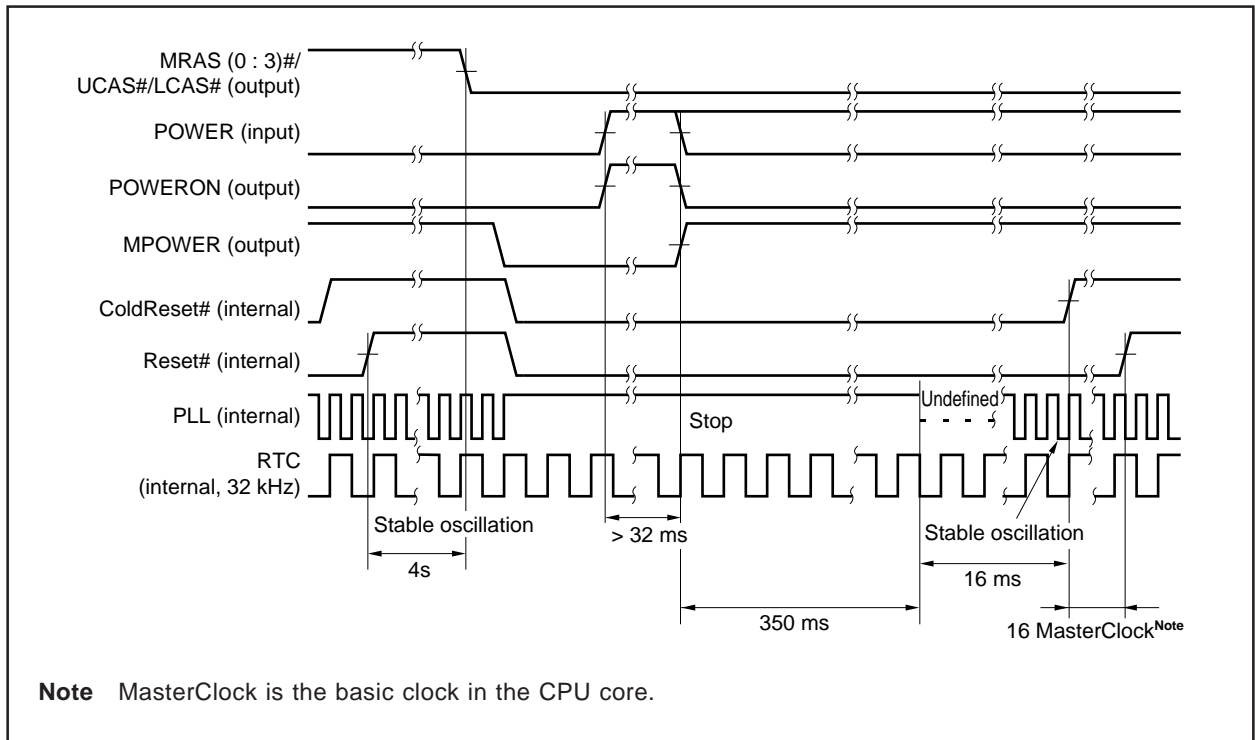 MRAS (0 : 3)#/
UCAS#/LCAS# (output)
POWER (input)
POWERON (output)
MPOWER (output)
ColdReset# (internal)
Reset# (internal)
PLL (internal)
Stop
Undefined
RTC
(internal, 32 kHz)
Stable oscillation
4s
> 32 ms
350 ms
Stable oscillation
16 ms
16 MasterClockNote
Note MasterClock is the basic clock in the CPU core.